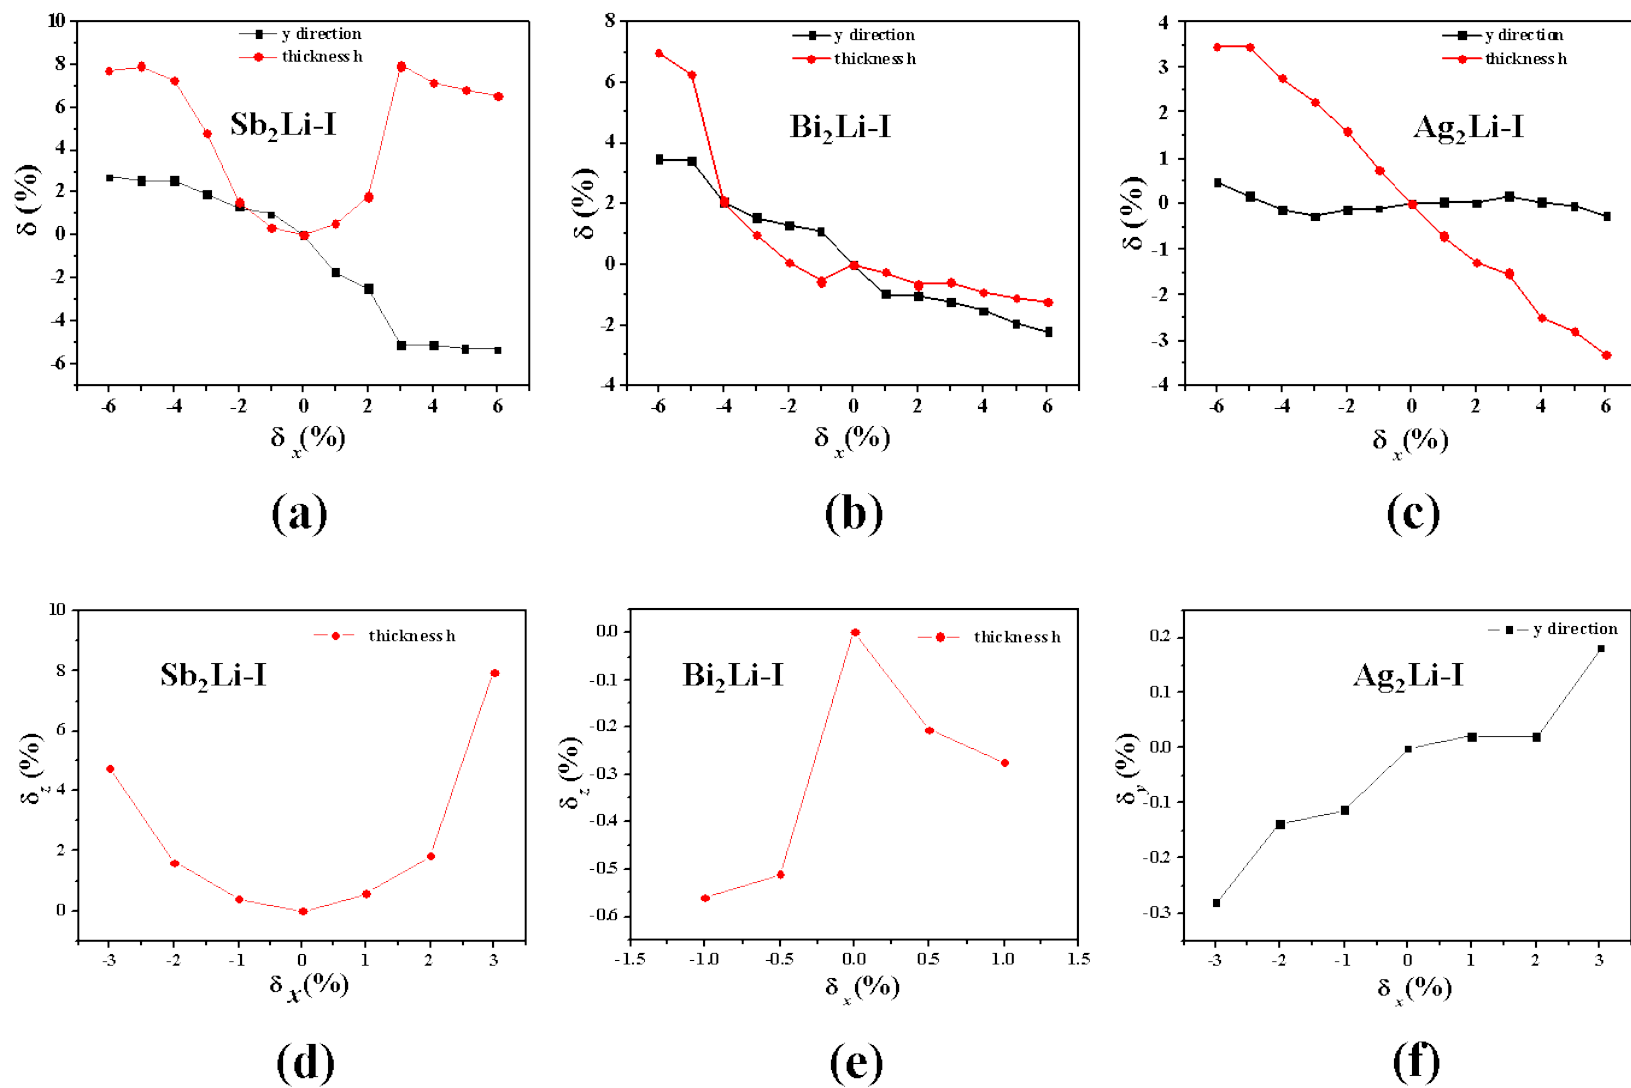 10
8
6
4
2
0
-2
-4
-6
δ (%)
y direction
thickness h
Sb₂Li-I
-6 -4 -2 0 2 4 6
δ x(%)
(a)
8
6
4
2
0
-2
4
δ (%)
y direction
thickness h
Bi₂Li-I
-6 -4 -2 0 2 4 6
δ x(%)
(b)
4
3
2
1
0
-1
-2
-3
-4
δ (%)
y direction
thickness h
Ag₂Li-I
-6 -4 -2 0 2 4 6
δ x(%)
(c)
10
8
6
4
2
0
δz (%)
thickness h
Sb₂Li-I
-3 -2 -1 0 1 2 3
δ x(%)
(d)
0.0
-0.1
-0.2
-0.3
-0.4
-0.5
-0.6
δz (%)
thickness h
Bi₂Li-I
-1.5 -1.0 -0.5 0.0 0.5 1.0 1.5
δ x(%)
(e)
0.2
0.1
0.0
-0.1
-0.2
-0.3
δy (%)
y direction
Ag₂Li-I
-3 -2 -1 0 1 2 3
δ x(%)
(f)